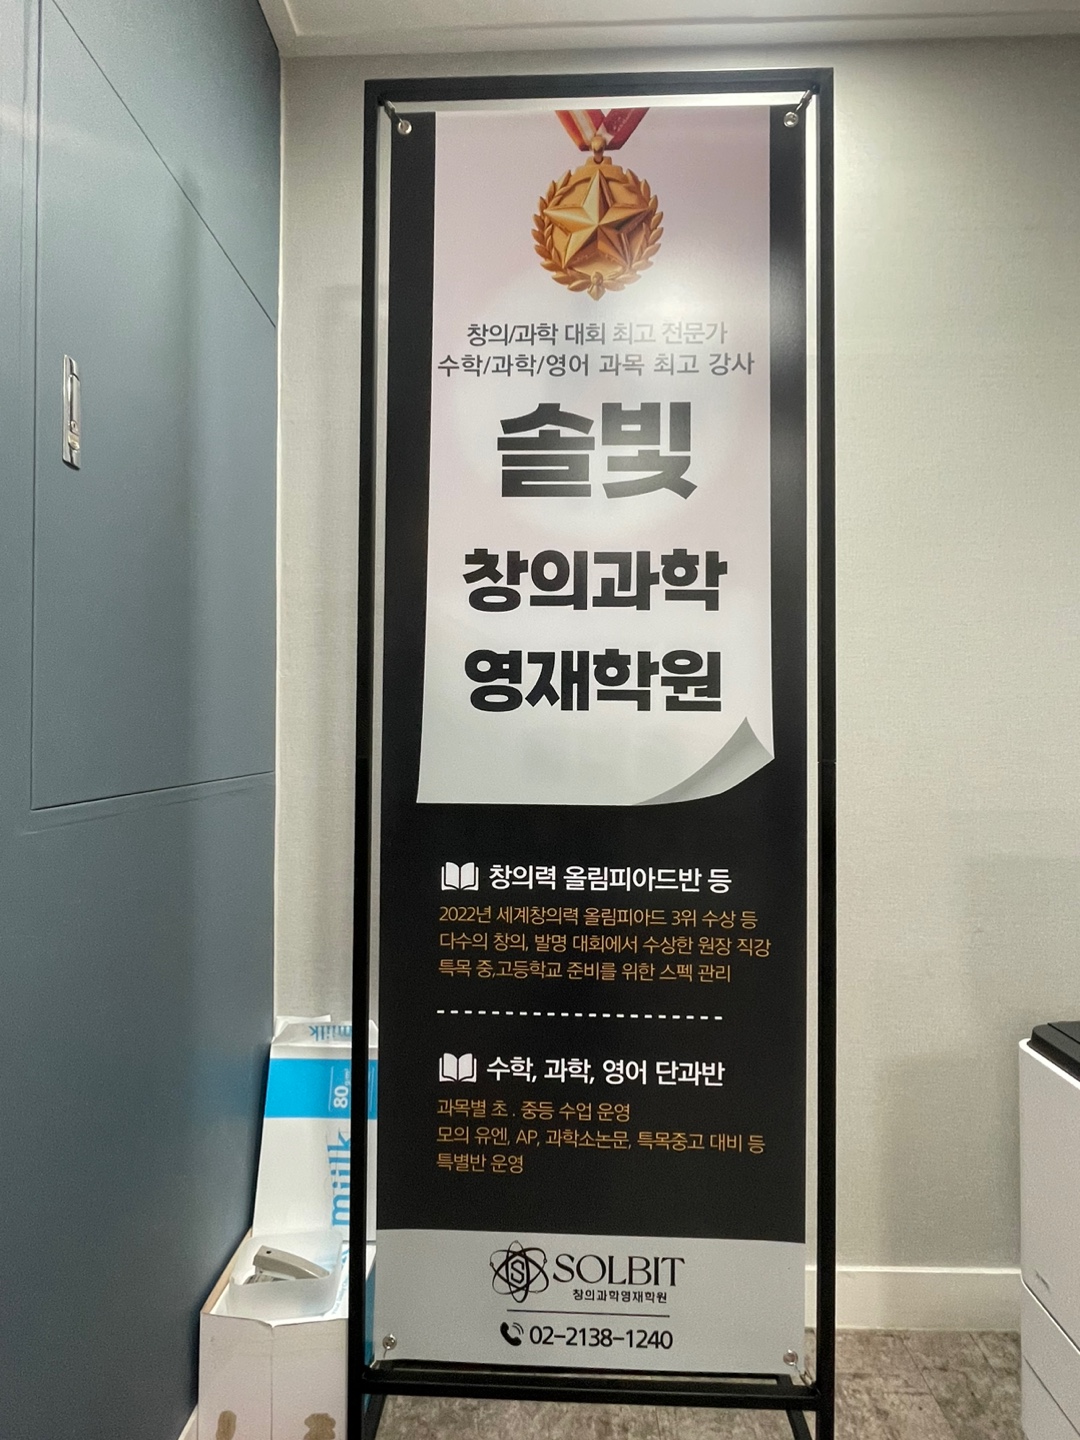 창의/과학 대회 최고 전문가
수학/과학/영어 과목 최고 강사
솔빛
창의과학
영재학원
창의력 올림피아드반 등
2022년 세계창의력 올림피아드 3위 수상 등
다수의 창의, 발명 대회에서 수상한 원장 직강
특목 중,고등학교 준비를 위한 스펙 관리
수학, 과학, 영어 단과반
과목별 초 . 중등 수업 운영
모의 유엔, AP, 과학소논문, 특목중고 대비 등
특별반 운영
S SOLBIT
창의과학영재학원
02-2138-1240
miilk
80
miilk